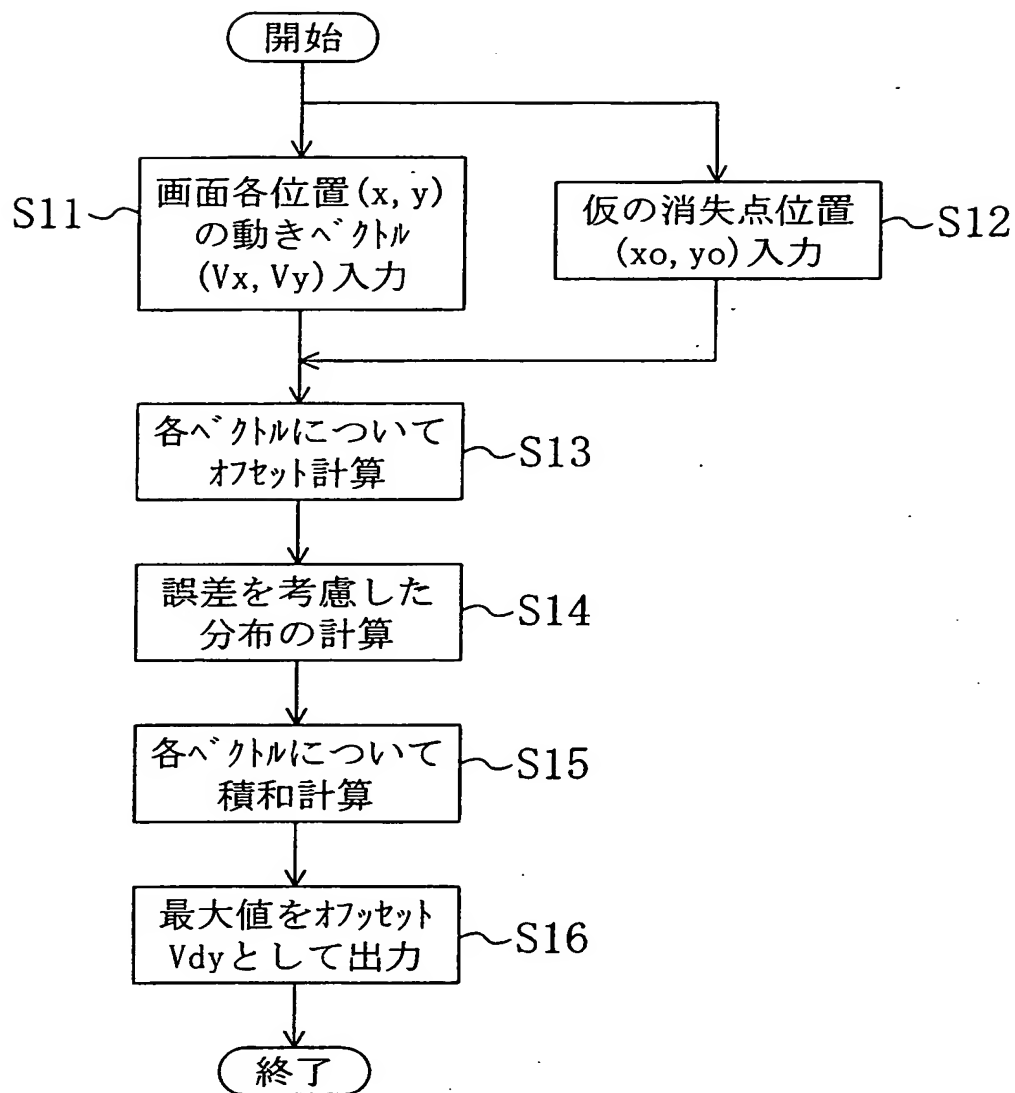 開始
画面各位置(x, y)
の動きベクトル
(Vx, Vy)入力
S11
仮の消失点位置
(xo, yo)入力
S12
各ベクトルについて
オフセット計算
S13
誤差を考慮した
分布の計算
S14
各ベクトルについて
積和計算
S15
最大値をオフッセット
Vdyとして出力
S16
終了